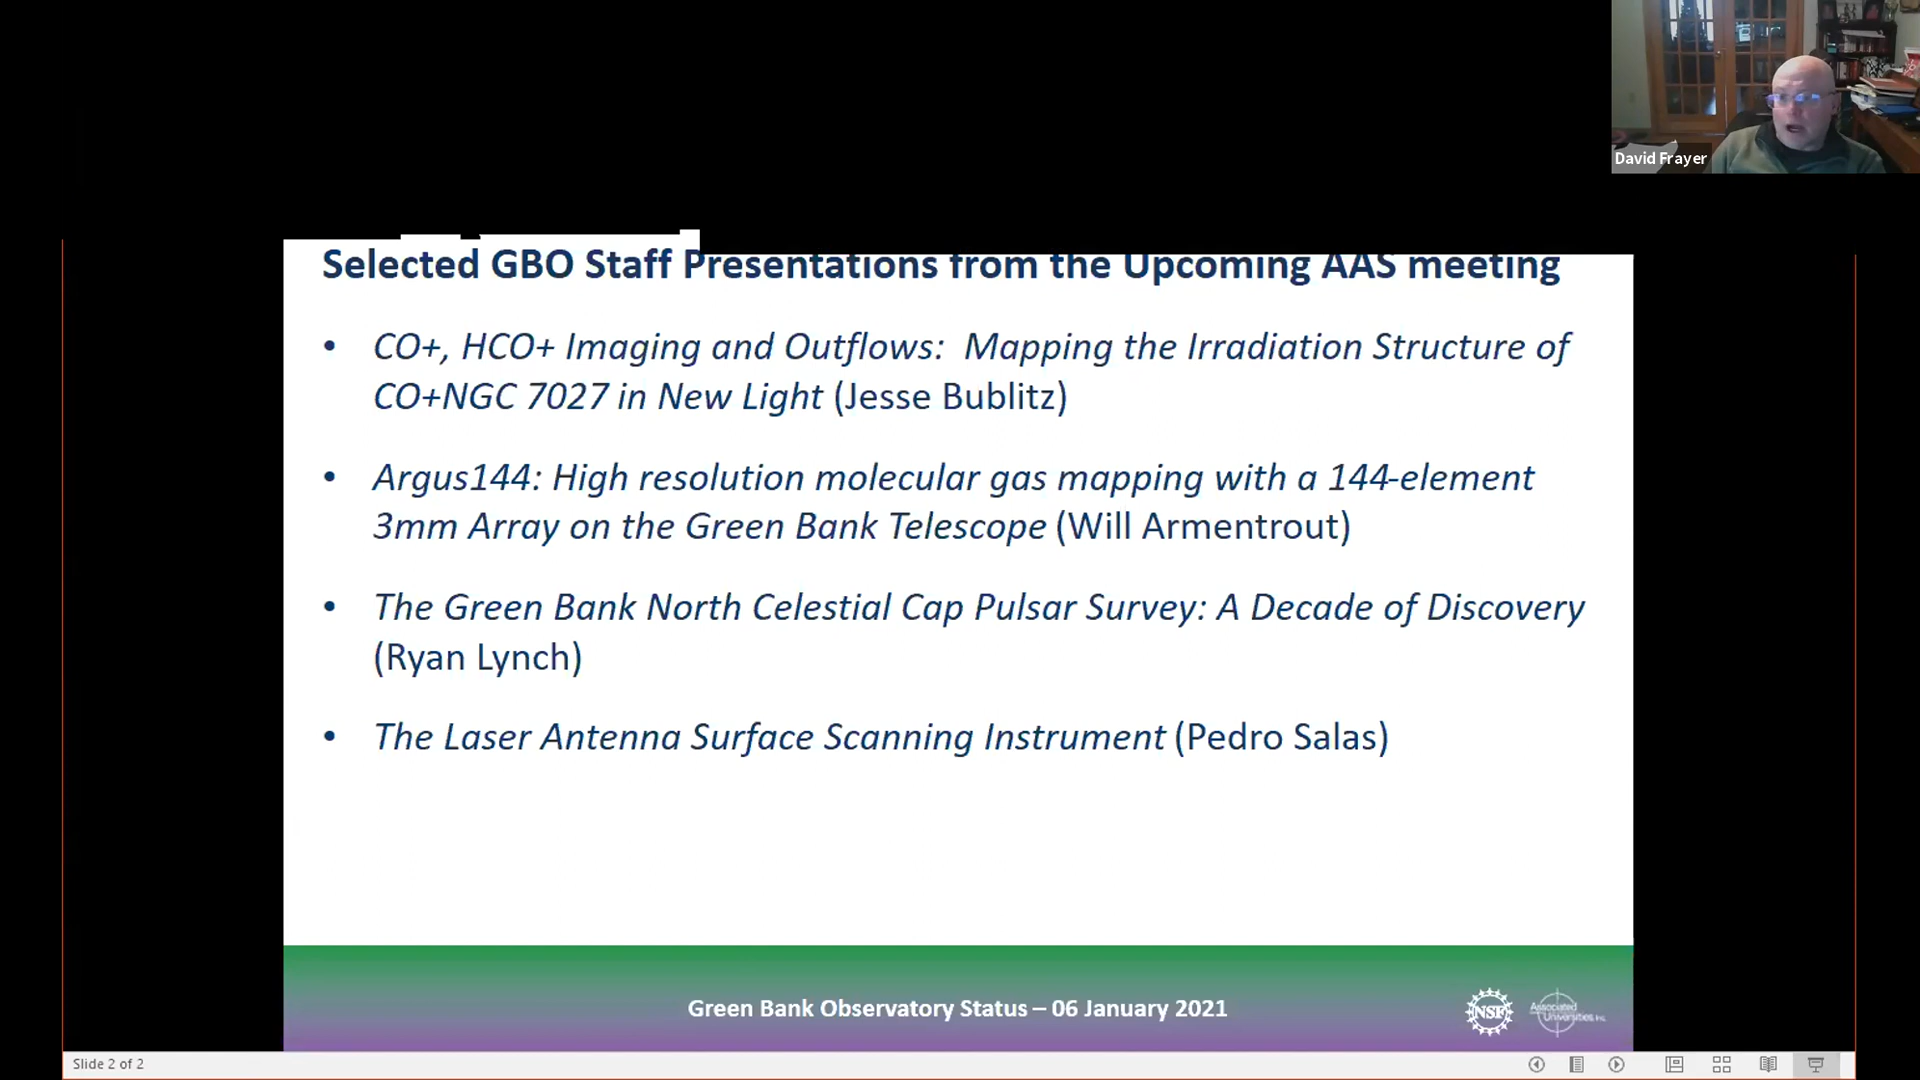 David Frayer
Selected GBO Staff Presentations from the Upcoming AAS meeting
• CO+, HCO+ Imaging and Outflows:  Mapping the Irradiation Structure of
CO+NGC 7027 in New Light (Jesse Bublitz)
• Argus144: High resolution molecular gas mapping with a 144-element
3mm Array on the Green Bank Telescope (Will Armentrout)
• The Green Bank North Celestial Cap Pulsar Survey: A Decade of Discovery
(Ryan Lynch)
• The Laser Antenna Surface Scanning Instrument (Pedro Salas)
Green Bank Observatory Status – 06 January 2021
NSF
Associated
Universities Inc.
Slide 2 of 2